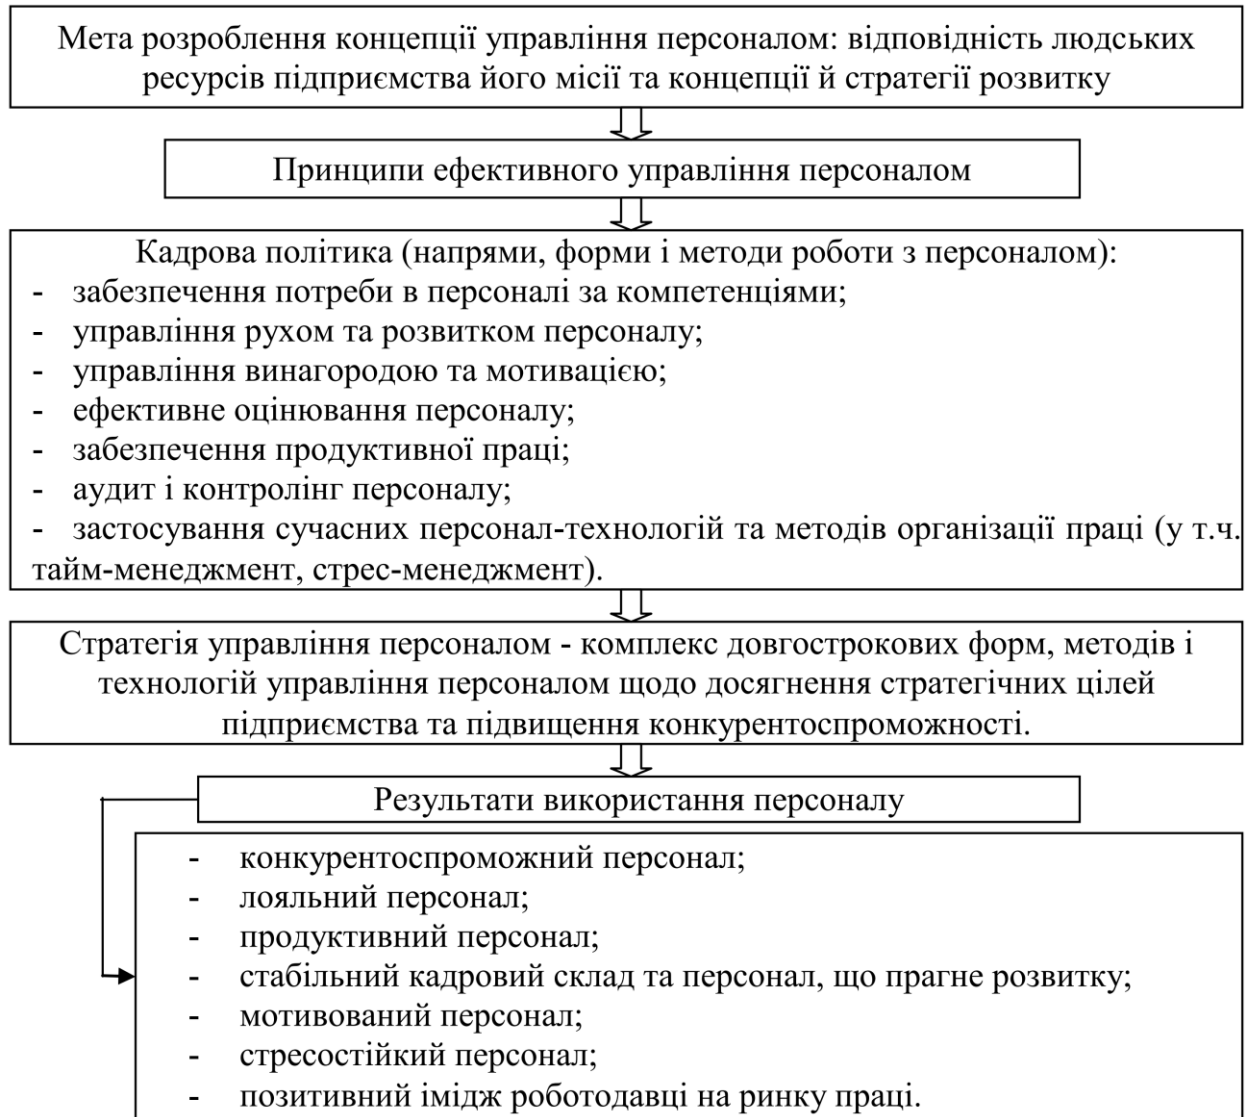 Мета розроблення концепції управління персоналом: відповідність людських
ресурсів підприємства його місії та концепції й стратегії розвитку
Принципи ефективного управління персоналом
Кадрова політика (напрями, форми і методи роботи з персоналом):
- забезпечення потреби в персоналі за компетенціями;
- управління рухом та розвитком персоналу;
- управління винагородою та мотивацією;
- ефективне оцінювання персоналу;
- забезпечення продуктивної праці;
- аудит і контролінг персоналу;
- застосування сучасних персонал-технологій та методів організації праці (у т.ч.
тайм-менеджмент, стрес-менеджмент).
Стратегія управління персоналом - комплекс довгострокових форм, методів і
технологій управління персоналом щодо досягнення стратегічних цілей
підприємства та підвищення конкурентоспроможності.
Результати використання персоналу
- конкурентоспроможний персонал;
- лояльний персонал;
- продуктивний персонал;
- стабільний кадровий склад та персонал, що прагне розвитку;
- мотивований персонал;
- стресостійкий персонал;
- позитивний імідж роботодавці на ринку праці.